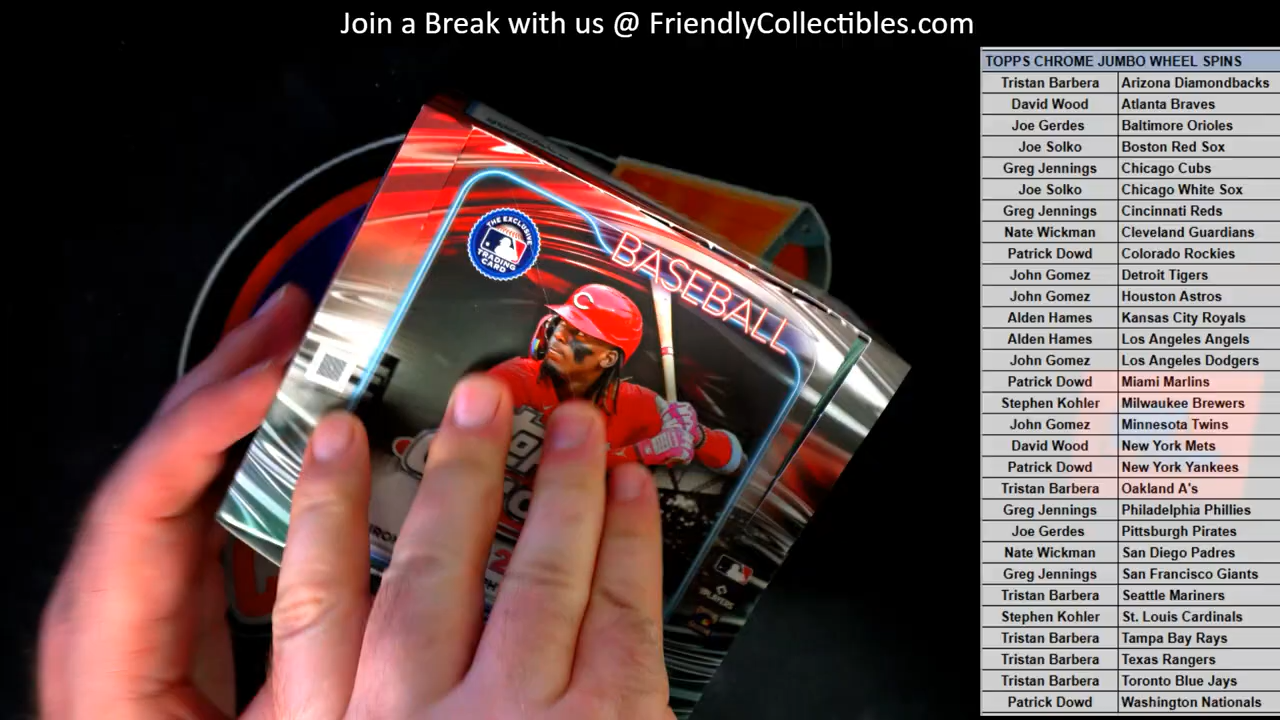 Join a Break with us @ FriendlyCollectibles.com
TOPPS CHROME JUMBO WHEEL SPINS
Tristan Barbera Arizona Diamondbacks
David Wood Atlanta Braves
Joe Gerdes Baltimore Orioles
Joe Solko Boston Red Sox
Greg Jennings Chicago Cubs
Joe Solko Chicago White Sox
Greg Jennings Cincinnati Reds
Nate Wickman Cleveland Guardians
Patrick Dowd Colorado Rockies
John Gomez Detroit Tigers
John Gomez Houston Astros
Alden Hames Kansas City Royals
Alden Hames Los Angeles Angels
John Gomez Los Angeles Dodgers
Patrick Dowd Miami Marlins
Stephen Kohler Milwaukee Brewers
John Gomez Minnesota Twins
David Wood New York Mets
Patrick Dowd New York Yankees
Tristan Barbera Oakland A's
Greg Jennings Philadelphia Phillies
Joe Gerdes Pittsburgh Pirates
Nate Wickman San Diego Padres
Greg Jennings San Francisco Giants
Tristan Barbera Seattle Mariners
Stephen Kohler St. Louis Cardinals
Tristan Barbera Tampa Bay Rays
Tristan Barbera Texas Rangers
Tristan Barbera Toronto Blue Jays
Patrick Dowd Washington Nationals
THE EXCLUSIVE
TRADING
CARD
BASEBALL
C
PLAYERS